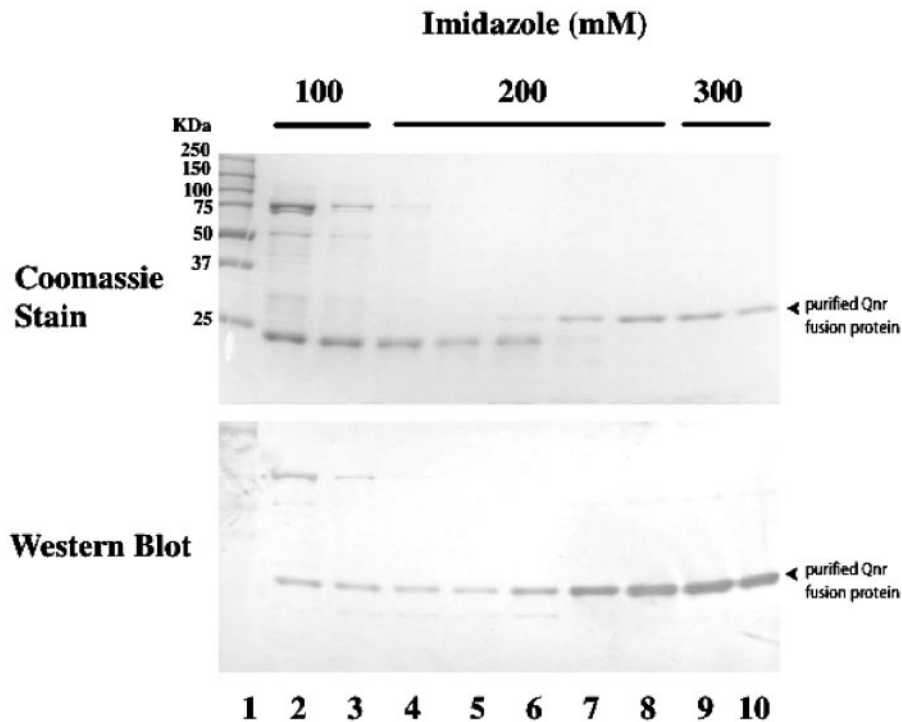 Imidazole (mM)
100 200 300
KDa
250
150
100
75
50
37
25
Coomassie
Stain
purified Qnr
fusion protein
Western Blot
purified Qnr
fusion protein
1 2 3 4 5 6 7 8 9 10